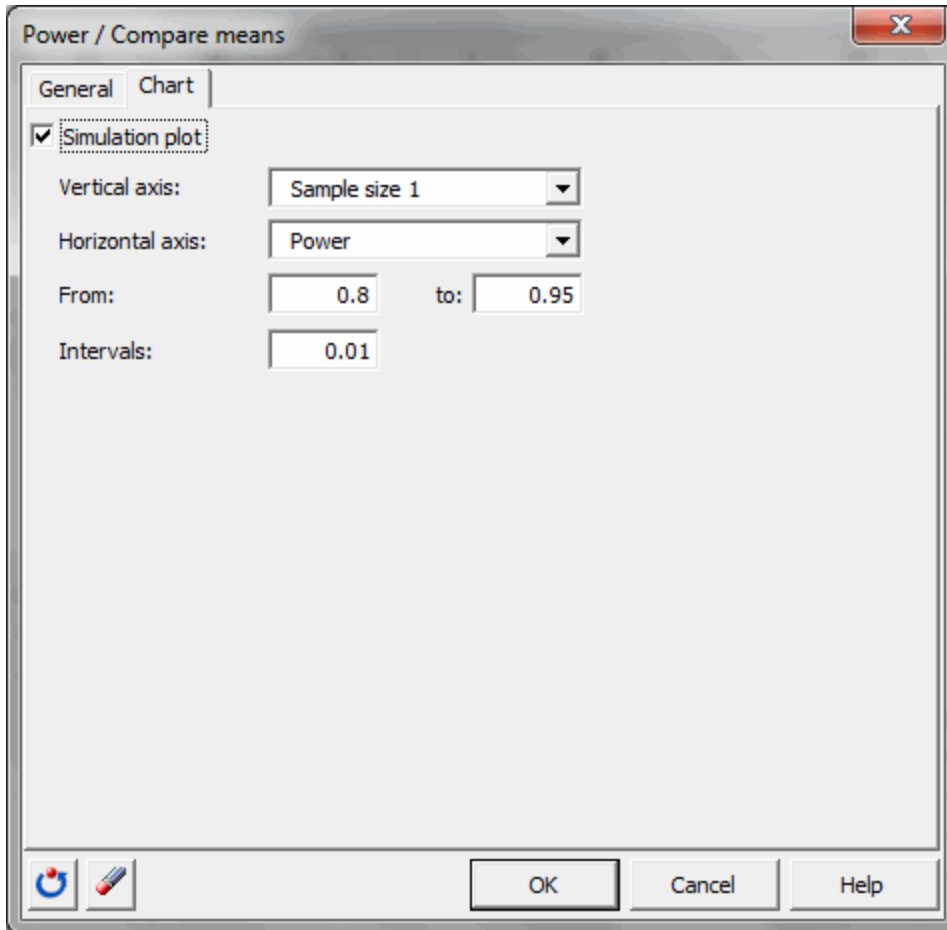 Power / Compare means
General Chart
Simulation plot
Vertical axis: Sample size 1
Horizontal axis: Power
From: 0.8 to: 0.95
Intervals: 0.01
OK Cancel Help